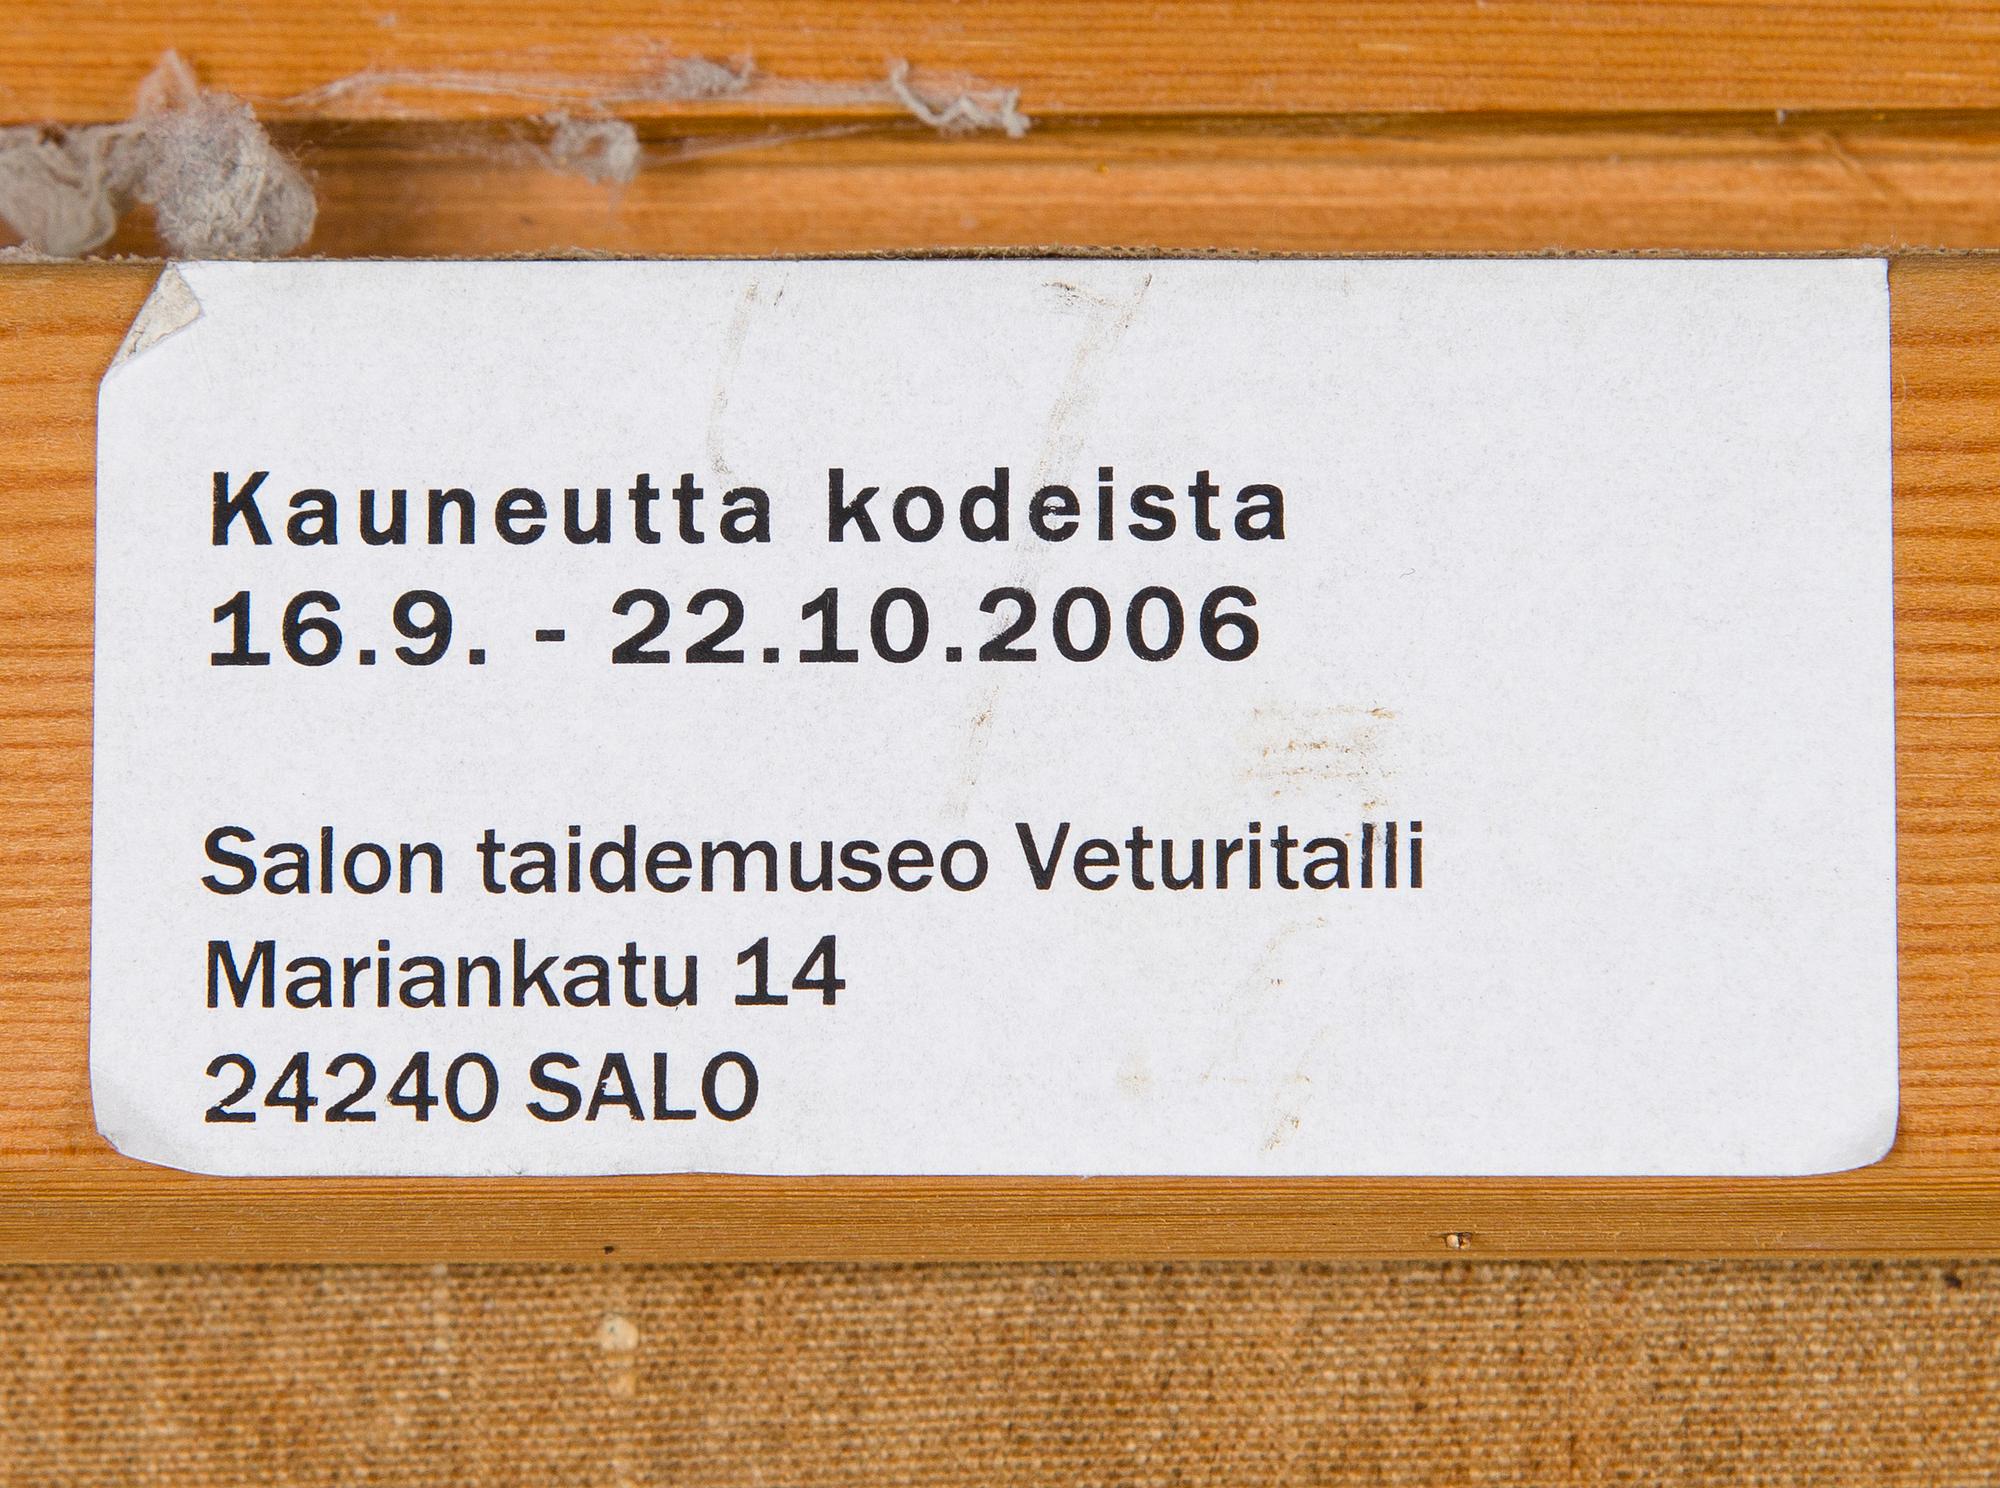 Kauneutta kodeista
16.9. - 22.10.2006
Salon taidemuseo Veturitalli
Mariankatu 14
24240 SALO